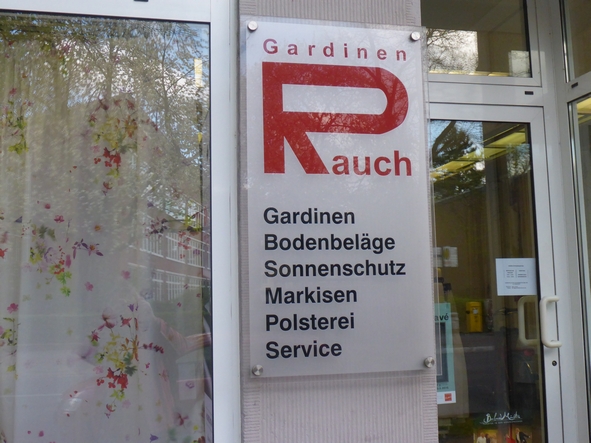 Gardinen
Rauch
Gardinen
Bodenbeläge
Sonnenschutz
Markisen
Polsterei
Service